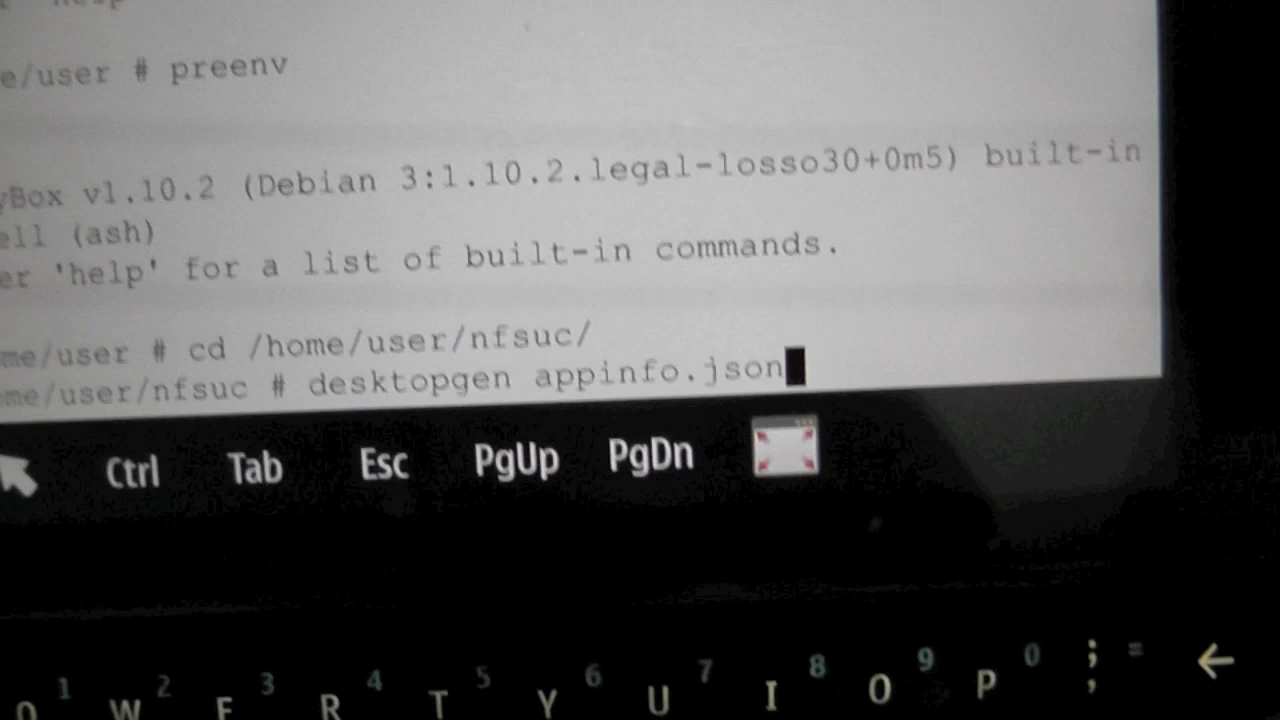 e/user # preenv
yBox v1.10.2 (Debian 3:1.10.2.legal-1osso30+0m5) built-in
ell (ash)
er 'help' for a list of built-in commands.
me/user # cd /home/user/nfsuc/
me/user/nfsuc # desktopgen appinfo.json
Ctrl Tab Esc PgUp PgDn
1 2 3 4 5 6 7 8 9 0 ; =
Q W E R T Y U I O P , ←